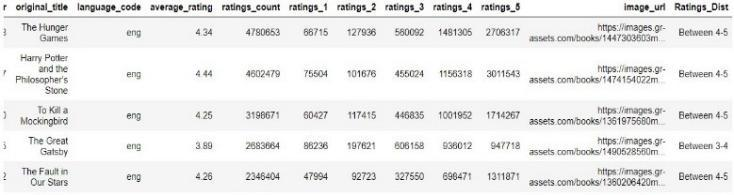 r original_title language_code average_rating ratings_count ratings_1 ratings_2 ratings_3 ratings_4 ratings_5 image_url Ratings_Dist
The Hunger
Games
eng 4.34 4780653 66715 127936 560092 1481305 2706317
https://images.gr-
assets.com/books/1447303603m...
Between 4-5
Harry Potter
and the
Philosopher's
Stone
eng 4.44 4602479 75504 101676 455024 1156318 3011543
https://images.gr-
assets.com/books/1474154022m...
Between 4-5
To Kill a
Mockingbird
eng 4.25 3198671 60427 117415 446835 1001952 1714267
https://images.gr-
assets.com/books/1361975680m...
Between 4-5
The Great
Gatsby
eng 3.89 2683664 86236 197621 606158 936012 947718
https://images.gr-
assets.com/books/1490528560m...
Between 3-4
The Fault in
Our Stars
eng 4.26 2346404 47994 92723 327550 698471 1311871
https://images.gr-
assets.com/books/1360206420m...
Between 4-5